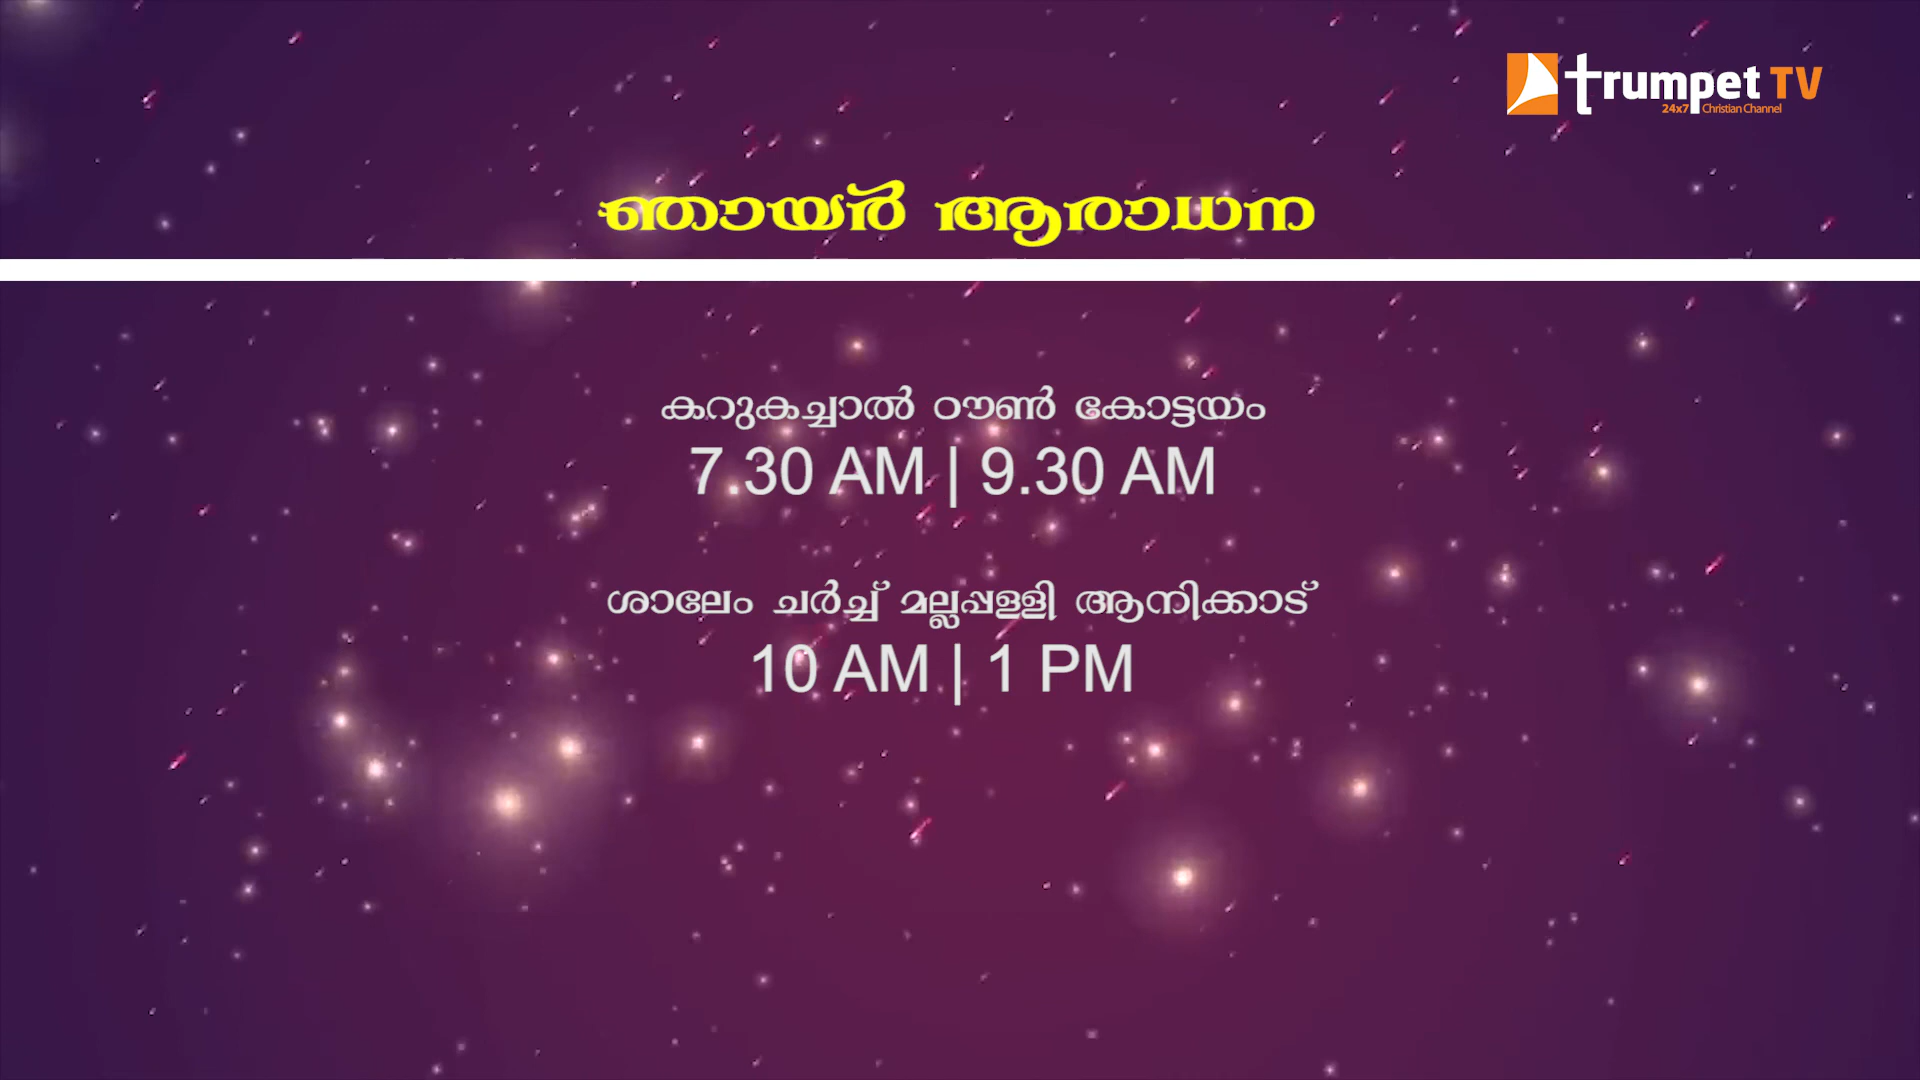 trumpet TV
24x7 Christian Channel
ഞായർ ആരാധന
കറുകച്ചാൽ റൗൺ കോട്ടയം
7.30 AM | 9.30 AM
ശാലേം ചർച്ച് മല്ലപ്പള്ളി ആനിക്കാട്
10 AM | 1 PM